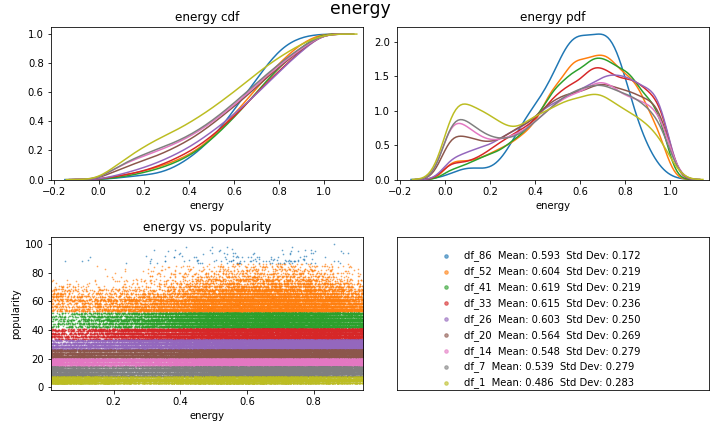 energy
energy cdf
1.0
0.8
0.6
0.4
0.2
0.0
−0.2 0.0 0.2 0.4 0.6 0.8 1.0
energy
energy pdf
2.0
1.5
1.0
0.5
0.0
−0.2 0.0 0.2 0.4 0.6 0.8 1.0
energy
energy vs. popularity
popularity
100
80
60
40
20
0
0.2 0.4 0.6 0.8
energy
df_86 Mean: 0.593 Std Dev: 0.172
df_52 Mean: 0.604 Std Dev: 0.219
df_41 Mean: 0.619 Std Dev: 0.219
df_33 Mean: 0.615 Std Dev: 0.236
df_26 Mean: 0.603 Std Dev: 0.250
df_20 Mean: 0.564 Std Dev: 0.269
df_14 Mean: 0.548 Std Dev: 0.279
df_7 Mean: 0.539 Std Dev: 0.279
df_1 Mean: 0.486 Std Dev: 0.283